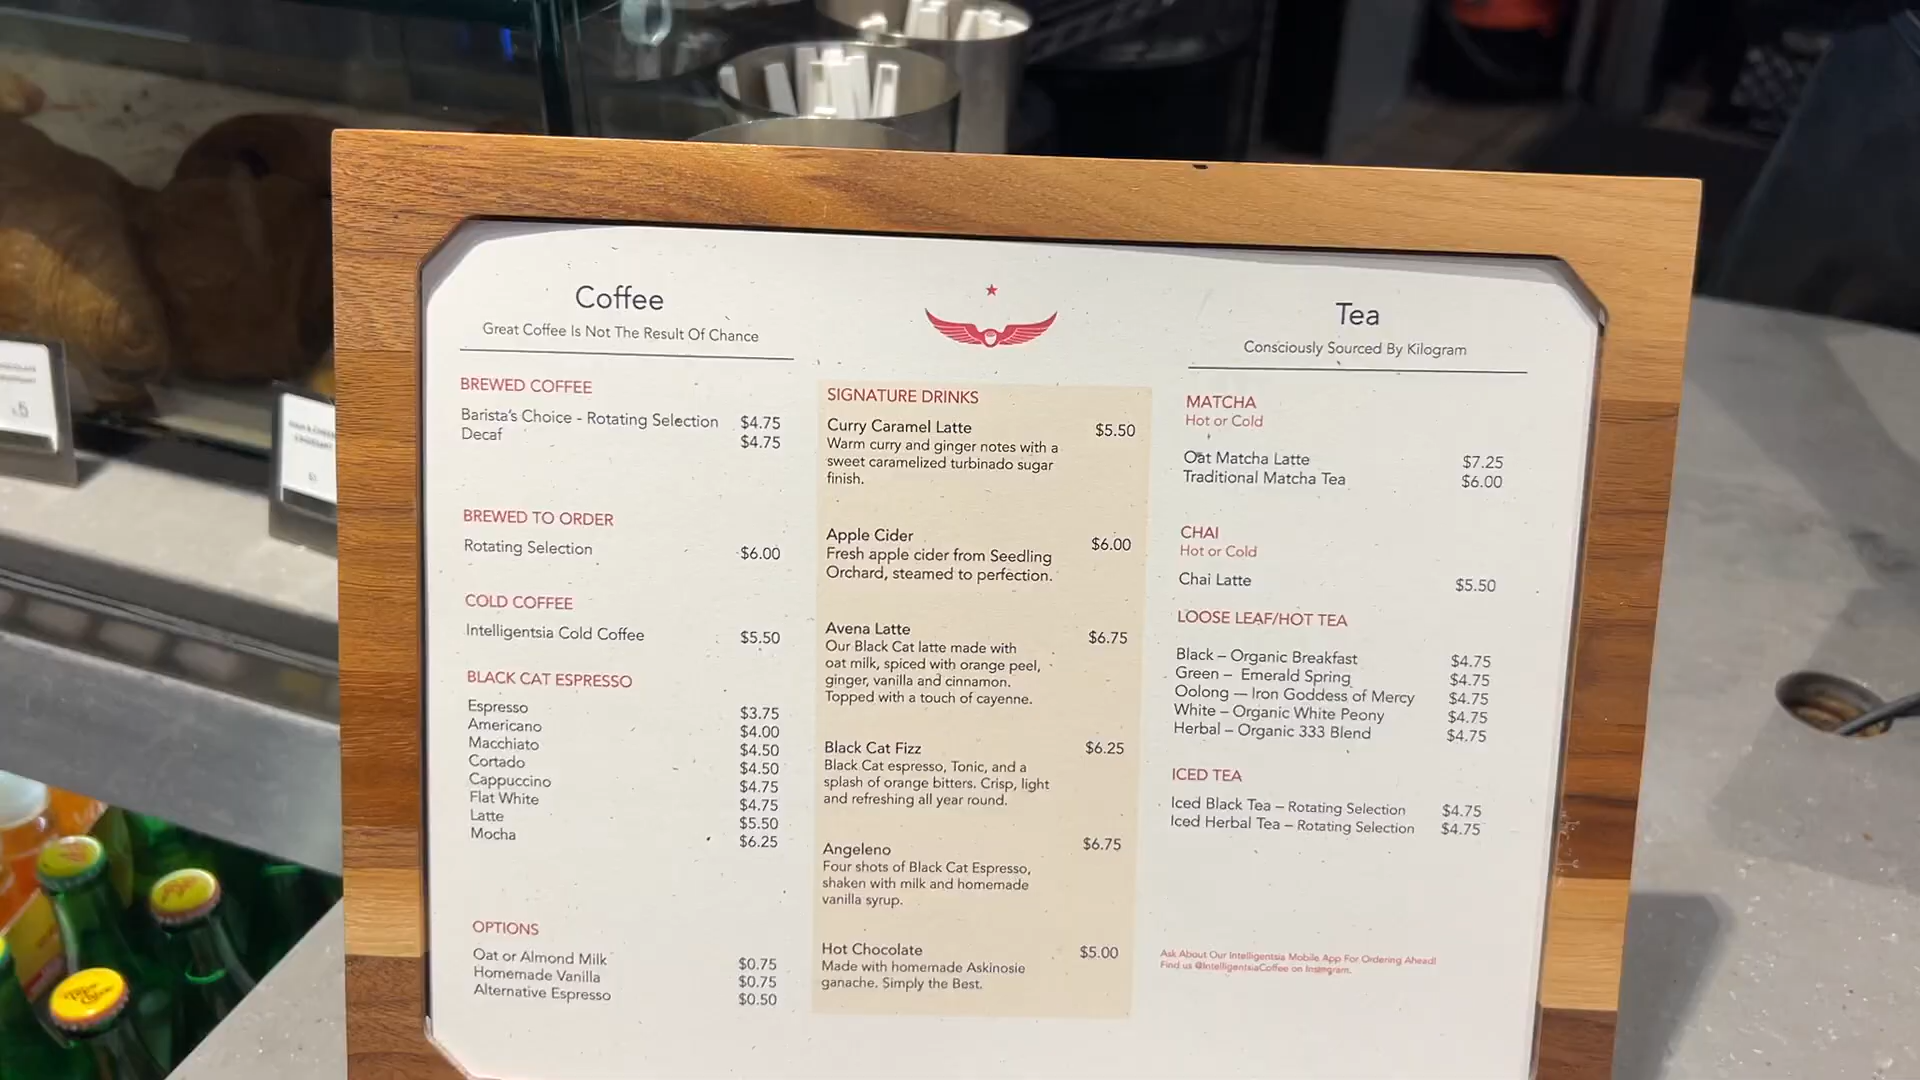 Coffee
Great Coffee Is Not The Result Of Chance
BREWED COFFEE
Barista's Choice - Rotating Selection $4.75
Decaf $4.75
BREWED TO ORDER
Rotating Selection $6.00
COLD COFFEE
Intelligentsia Cold Coffee $5.50
BLACK CAT ESPRESSO
Espresso $3.75
Americano $4.00
Macchiato $4.50
Cortado $4.50
Cappuccino $4.75
Flat White $4.75
Latte $5.50
Mocha $6.25
OPTIONS
Oat or Almond Milk $0.75
Homemade Vanilla $0.75
Alternative Espresso $0.50
SIGNATURE DRINKS
Curry Caramel Latte $5.50
Warm curry and ginger notes with a
sweet caramelized turbinado sugar
finish.
Apple Cider $6.00
Fresh apple cider from Seedling
Orchard, steamed to perfection.
Avena Latte $6.75
Our Black Cat latte made with
oat milk, spiced with orange peel,
ginger, vanilla and cinnamon.
Topped with a touch of cayenne.
Black Cat Fizz $6.25
Black Cat espresso, Tonic, and a
splash of orange bitters. Crisp, light
and refreshing all year round.
Angeleno $6.75
Four shots of Black Cat Espresso,
shaken with milk and homemade
vanilla syrup.
Hot Chocolate $5.00
Made with homemade Askinosie
ganache. Simply the Best.
Tea
Consciously Sourced By Kilogram
MATCHA
Hot or Cold
Oat Matcha Latte $7.25
Traditional Matcha Tea $6.00
CHAI
Hot or Cold
Chai Latte $5.50
LOOSE LEAF/HOT TEA
Black – Organic Breakfast $4.75
Green – Emerald Spring $4.75
Oolong — Iron Goddess of Mercy $4.75
White – Organic White Peony $4.75
Herbal – Organic 333 Blend $4.75
ICED TEA
Iced Black Tea – Rotating Selection $4.75
Iced Herbal Tea – Rotating Selection $4.75
Ask About Our Intelligentsia Mobile App For Ordering Ahead!
Find us @IntelligentsiaCoffee on Instagram.